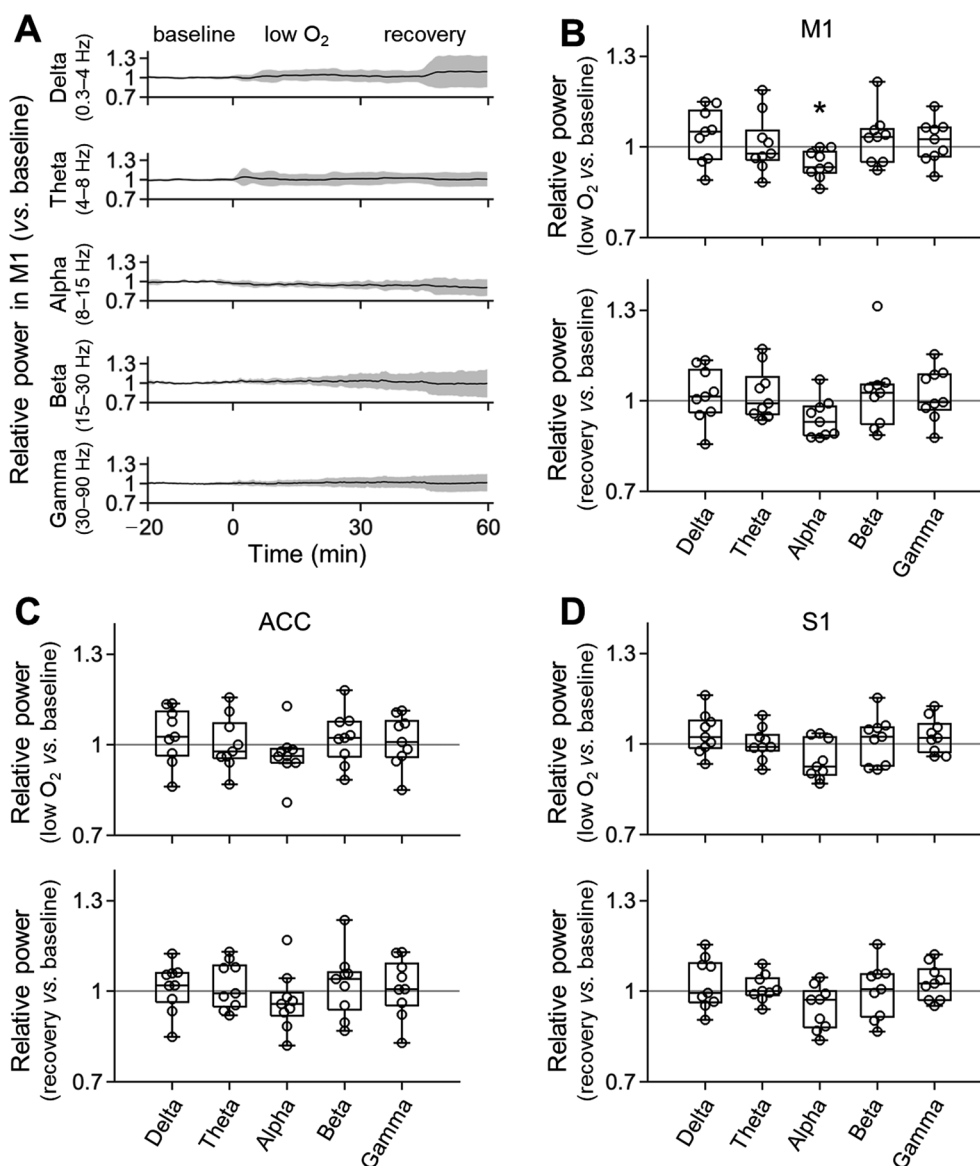 A
baseline low O₂ recovery
Relative power in M1 (vs. baseline)
Delta
(0.3–4 Hz)
1.3
1
0.7
Theta
(4–8 Hz)
1.3
1
0.7
Alpha
(8–15 Hz)
1.3
1
0.7
Beta
(15–30 Hz)
1.3
1
0.7
Gamma
(30–90 Hz)
1.3
1
0.7
−20 0 30 60
Time (min)
B
M1
Relative power
(low O₂ vs. baseline)
1.3
1
0.7
*
Relative power
(recovery vs. baseline)
1.3
1
0.7
Delta Theta Alpha Beta Gamma
C
ACC
Relative power
(low O₂ vs. baseline)
1.3
1
0.7
Relative power
(recovery vs. baseline)
1.3
1
0.7
Delta Theta Alpha Beta Gamma
D
S1
Relative power
(low O₂ vs. baseline)
1.3
1
0.7
Relative power
(recovery vs. baseline)
1.3
1
0.7
Delta Theta Alpha Beta Gamma